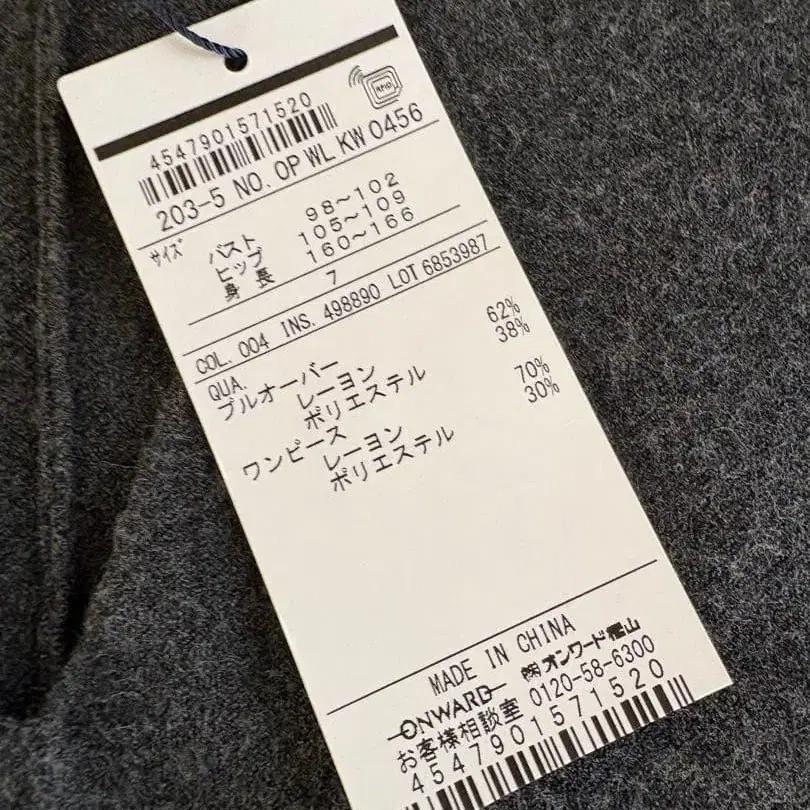 RFID
4547901571520
203-5 NO. OP WL KW 0456
サイズ バスト 98～102
ヒップ 105～109
身長 160～166
7
COL. 004 INS. 498890 LOT 6853987
QUA.
プルオーバー
レーヨン 62%
ポリエステル 38%
ワンピース
レーヨン 70%
ポリエステル 30%
MADE IN CHINA
ONWARD ㈱オンワード樫山
お客様相談室 0120-58-6300
4547901571520